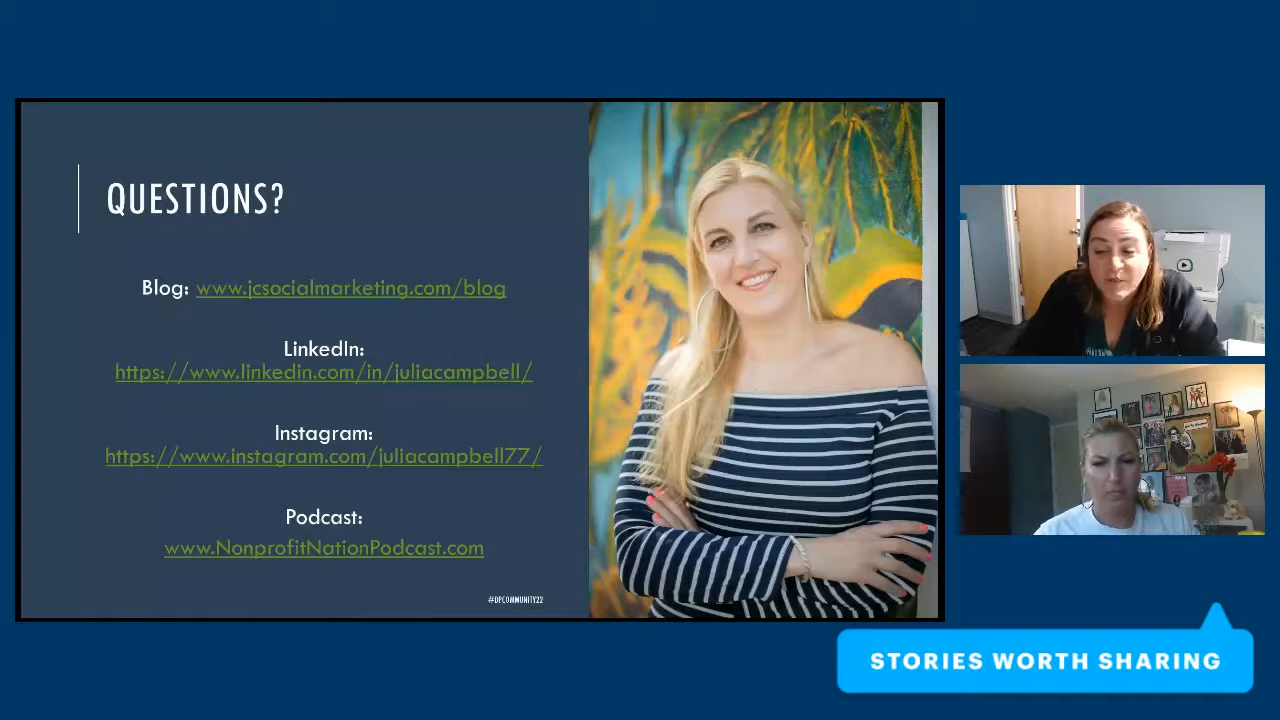 QUESTIONS?
Blog: www.jcsocialmarketing.com/blog
LinkedIn:
https://www.linkedin.com/in/juliacampbell/
Instagram:
https://www.instagram.com/juliacampbell77/
Podcast:
www.NonprofitNationPodcast.com
#DPCOMMUNITY22
STORIES WORTH SHARING